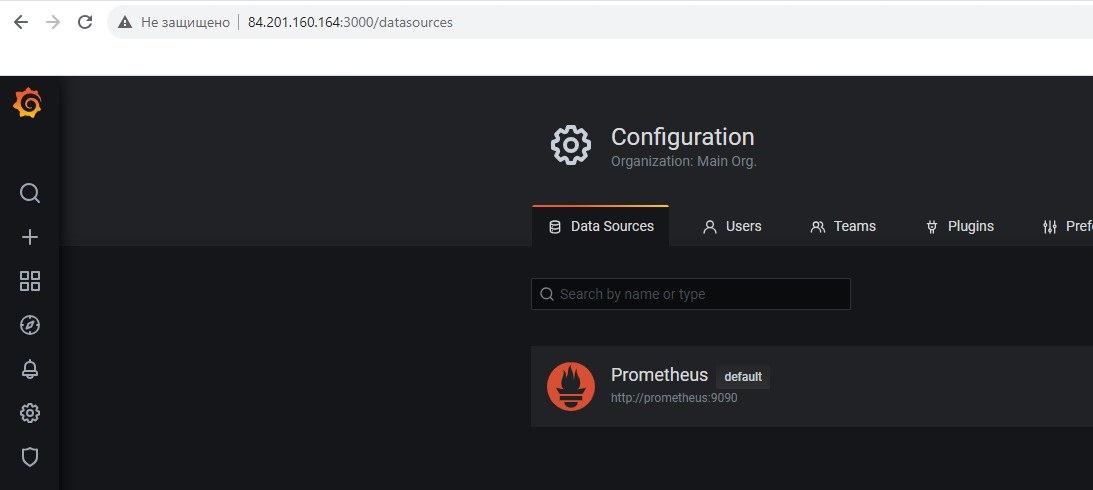 Не защищено 84.201.160.164:3000/datasources
Configuration
Organization: Main Org.
Data Sources Users Teams Plugins
Search by name or type
Prometheus default
http://prometheus:9090